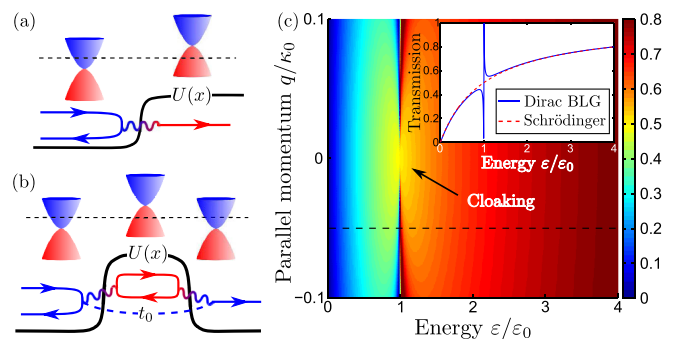 (a)
U(x)
(b)
U(x)
t₀
(c)
Parallel momentum q/κ₀
0.1
0
−0.1
0
1
2
3
4
Energy ε/ε₀
Cloaking
Transmission
1
0.8
0.6
0.4
0.2
0
0
1
2
3
4
Energy ε/ε₀
Dirac BLG
Schrödinger
0.8
0.7
0.6
0.5
0.4
0.3
0.2
0.1
0